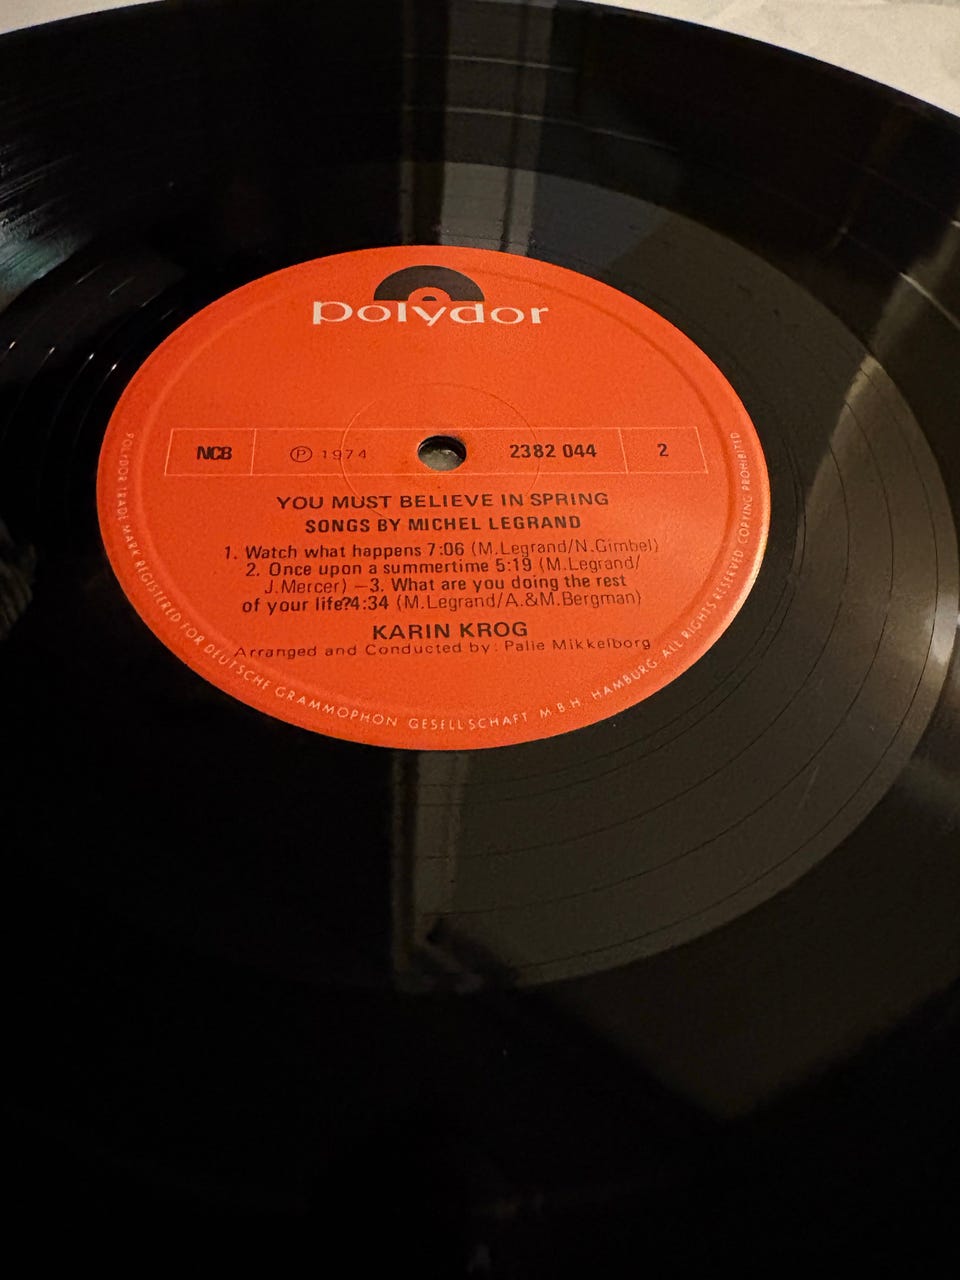 polydor
NCB ℗ 1974 2382 044 2
YOU MUST BELIEVE IN SPRING
SONGS BY MICHEL LEGRAND
1. Watch what happens 7:06 (M.Legrand/N.Gimbel)
2. Once upon a summertime 5:19 (M.Legrand/
J.Mercer) —3. What are you doing the rest
of your life?4:34 (M.Legrand/A.&M.Bergman)
KARIN KROG
Arranged and Conducted by: Palle Mikkelborg
POLYDOR TRADE MARK REGISTERED FOR DEUTSCHE GRAMMOPHON GESELLSCHAFT M.B.H. HAMBURG. ALL RIGHTS RESERVED COPYING PROHIBITED